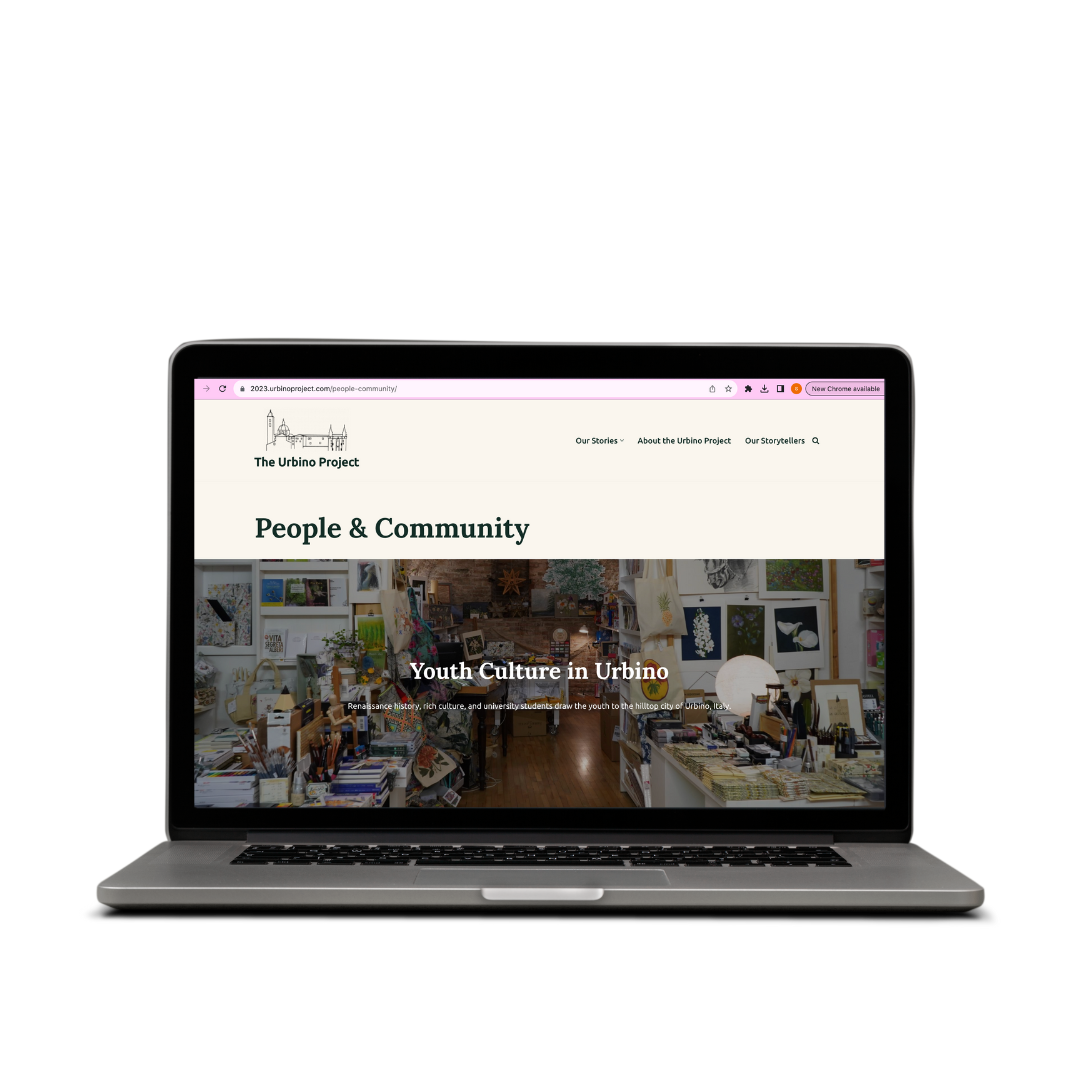 2023.urbinoproject.com/people-community/
New Chrome available
The Urbino Project
Our Stories
About the Urbino Project
Our Storytellers
People & Community
Youth Culture in Urbino
Renaissance history, rich culture, and university students draw the youth to the hilltop city of Urbino, Italy.